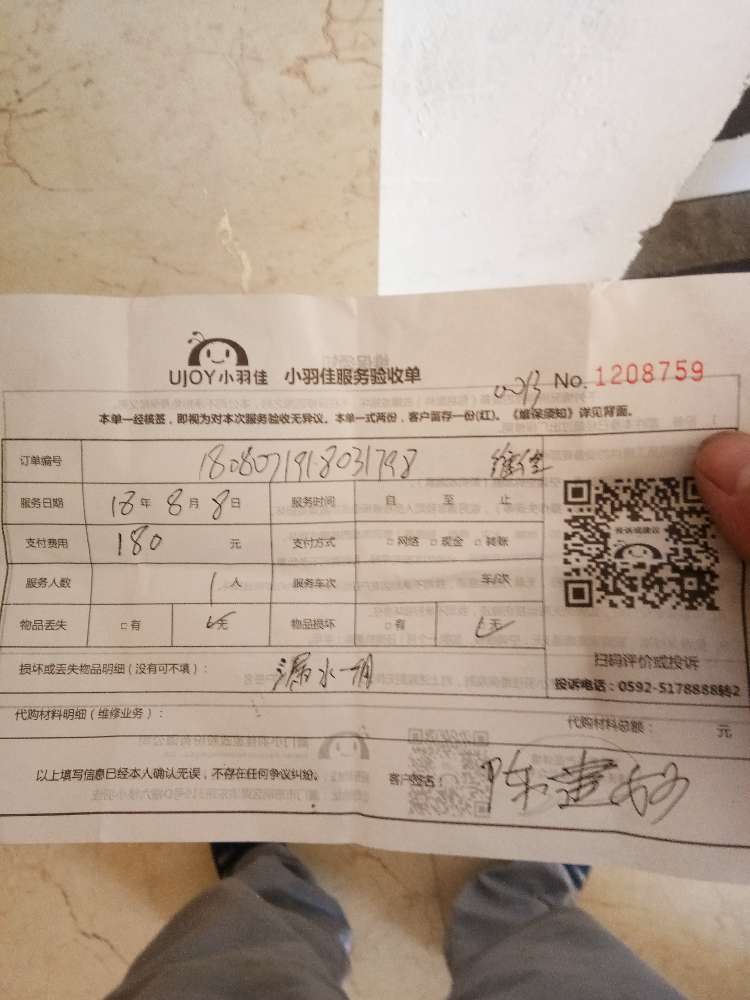 UJOY小羽佳 小羽佳服务验收单 No. 1208759
本单一经核签，即视为对本次服务验收无异议。本单一式两份，客户留存一份(红)。《维保须知》详见背面。
订单编号
服务日期 18年8月8日 服务时间 自 至 止
支付费用 180 元 支付方式 □网络 □现金 □转账
服务人数 1人 服务车次 车/次
物品丢失 □有 无 物品损坏 □有 无
投诉或建议
扫码评价或投诉
投诉电话：0592-5178888转2
损坏或丢失物品明细（没有可不填）： 漏水
代购材料明细（维修业务）： 代购材料总额： 元
以上填写信息已经本人确认无误，不存在任何争议纠纷。 客户签名： 陈